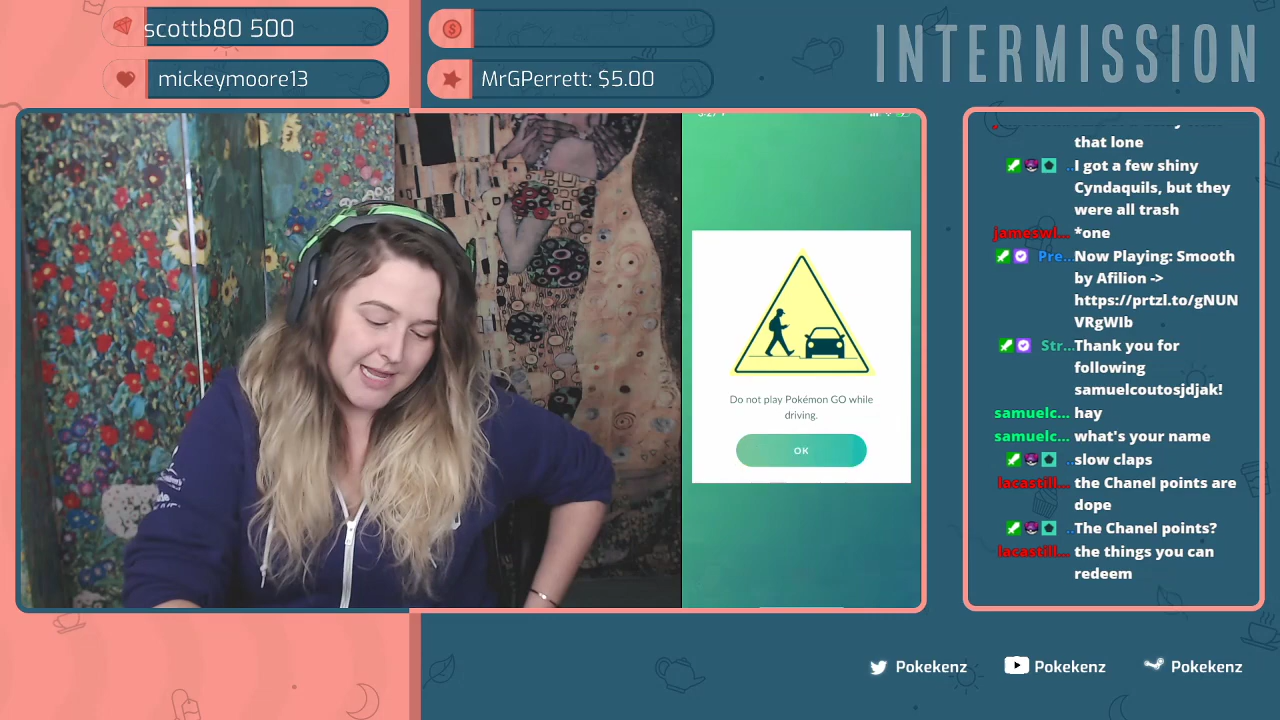 scottb80 500
mickeymoore13
MrGPerrett: $5.00
INTERMISSION
Do not play Pokémon GO while
driving.
OK
that lone
I got a few shiny
Cyndaquils, but they
were all trash
jameswl... *one
Pre... Now Playing: Smooth
by Afilion ->
https://prtzl.to/gNUN
VRgWIb
Str... Thank you for
following
samuelcoutosjdjak!
samuelc... hay
samuelc... what's your name
.. slow claps
lacastill... the Chanel points are
dope
.. The Chanel points?
lacastill... the things you can
redeem
Pokekenz
Pokekenz
Pokekenz